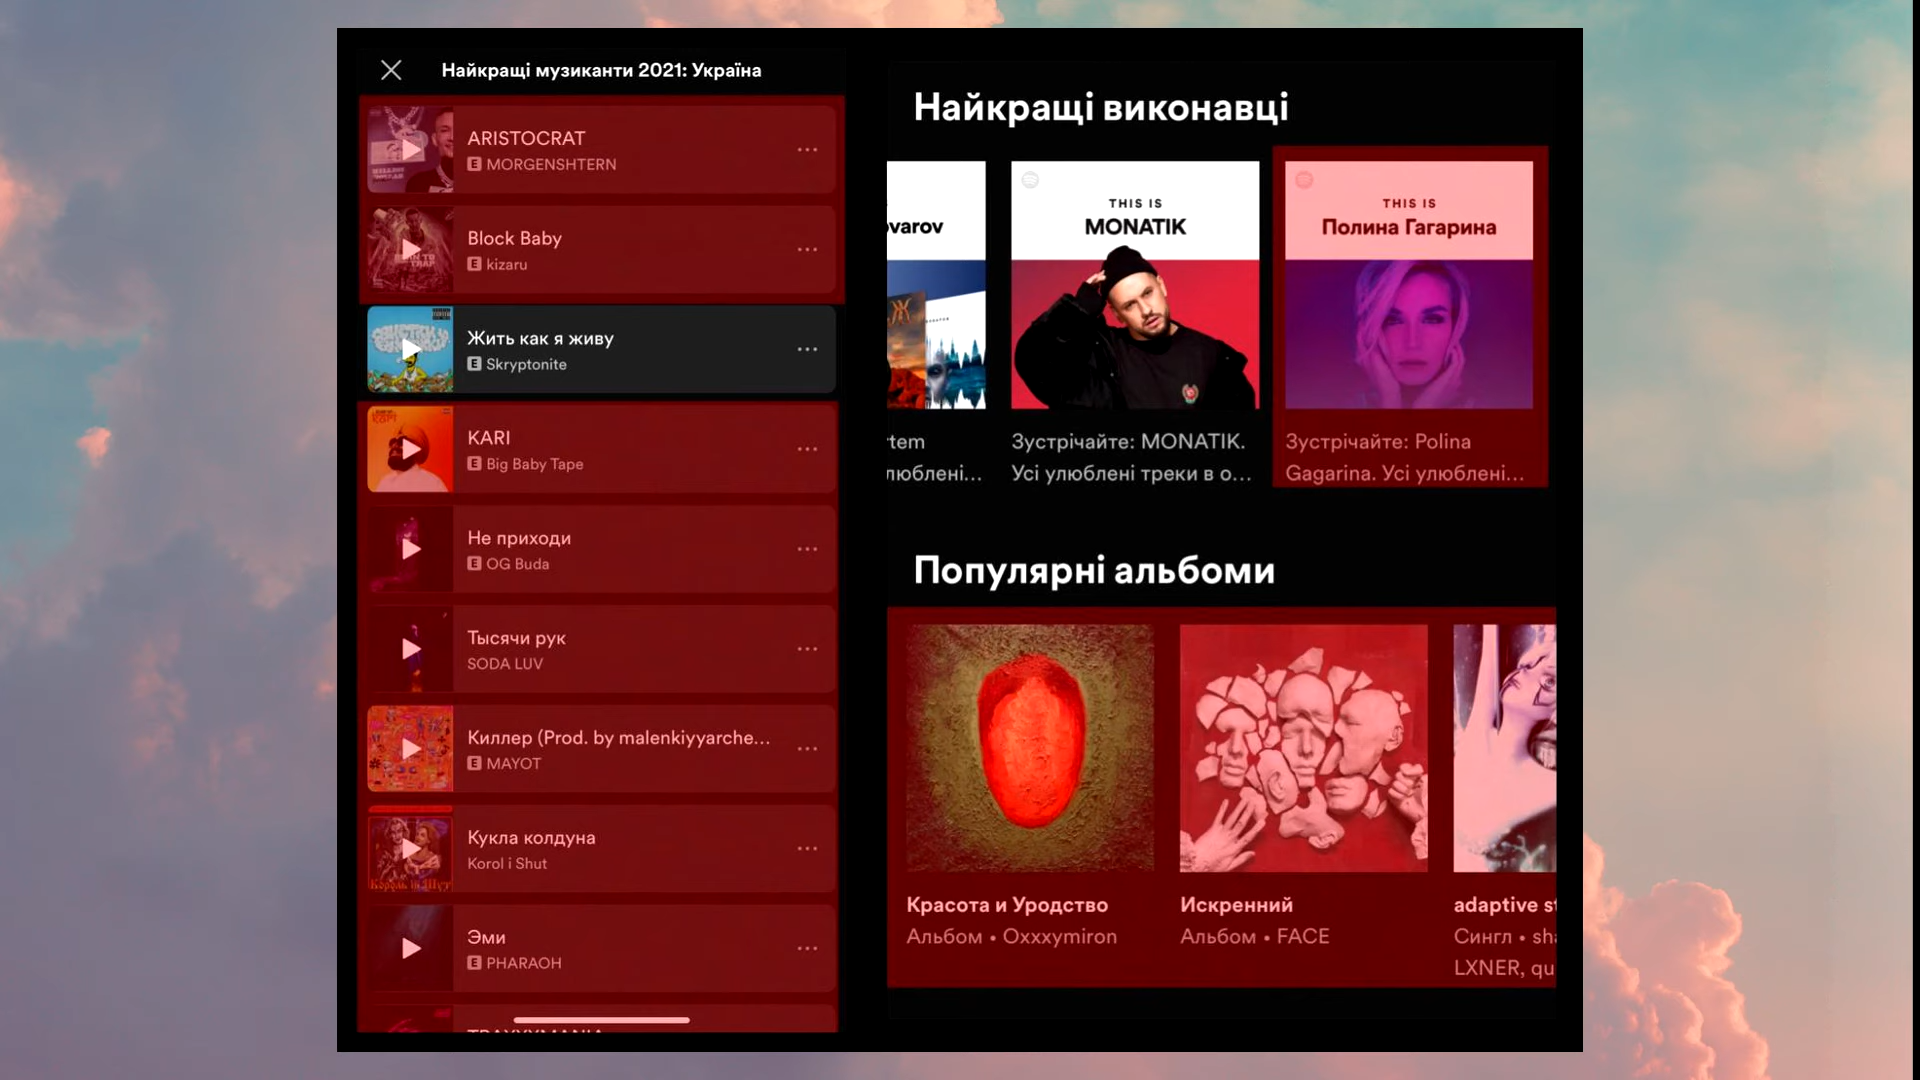 Найкращі музиканти 2021: Україна
ARISTOCRAT
E MORGENSHTERN
Block Baby
E kizaru
Жить как я живу
E Skryptonite
KARI
E Big Baby Tape
Не приходи
E OG Buda
Тысячи рук
SODA LUV
Киллер (Prod. by malenkiyyarche...
E MAYOT
Кукла колдуна
Korol i Shut
Король и Шут
Эми
E PHARAOH
Найкращі виконавці
varov
THIS IS
MONATIK
THIS IS
Полина Гагарина
tem
люблені...
Зустрічайте: MONATIK.
Усі улюблені треки в о...
Зустрічайте: Polina
Gagarina. Усі улюблені...
Популярні альбоми
Красота и Уродство
Альбом • Oxxxymiron
Искренний
Альбом • FACE
adaptive s
Сингл • sh
LXNER, qu